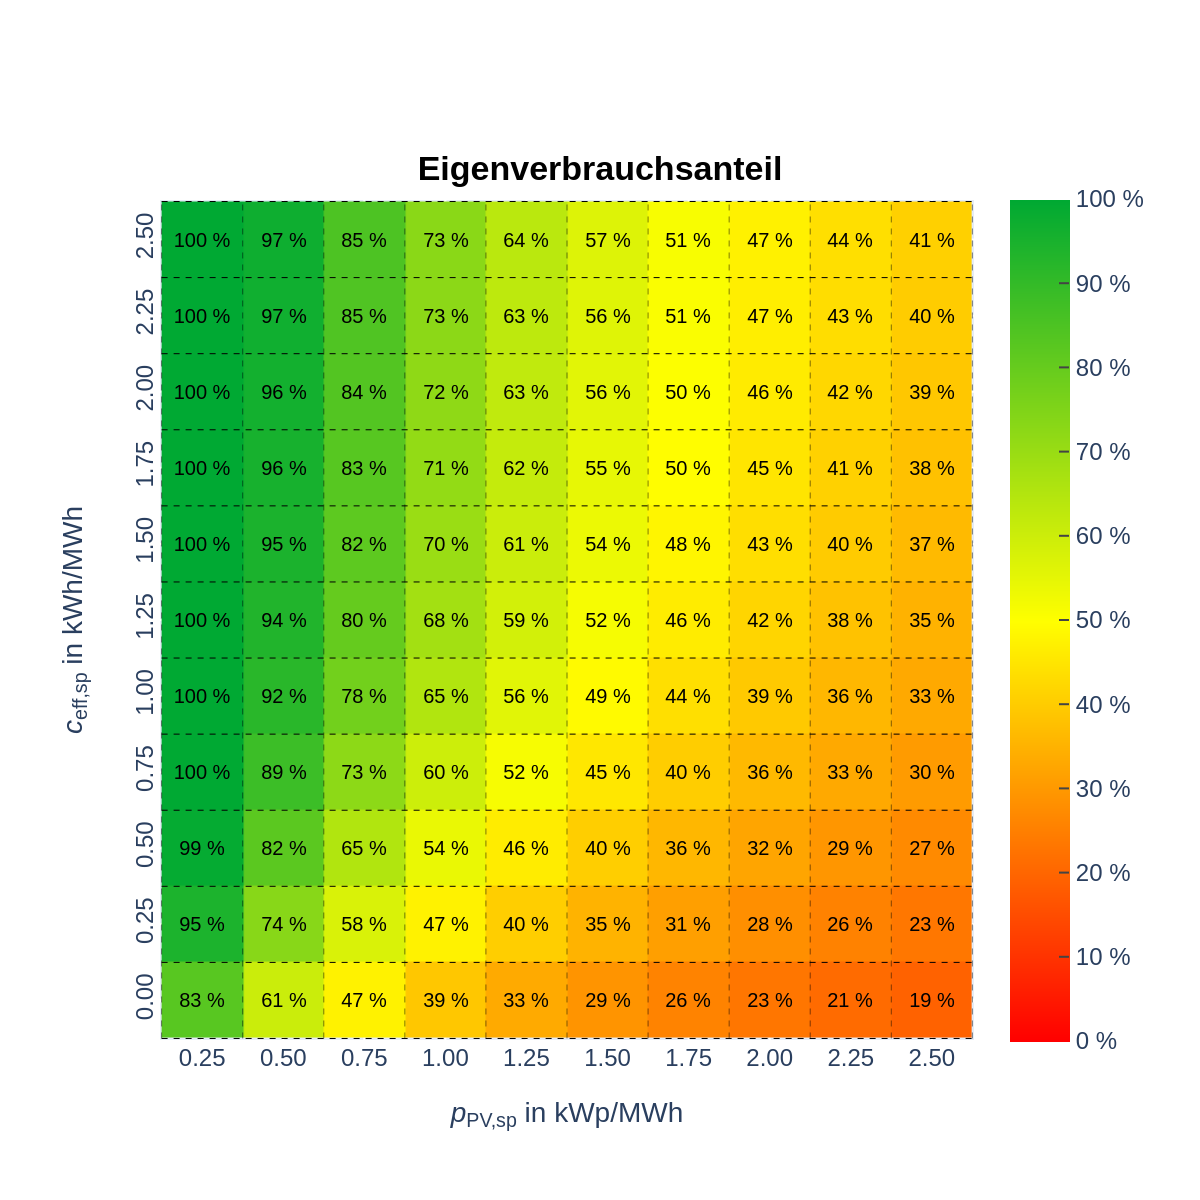 Eigenverbrauchsanteil
2.50 100 % 97 % 85 % 73 % 64 % 57 % 51 % 47 % 44 % 41 %
2.25 100 % 97 % 85 % 73 % 63 % 56 % 51 % 47 % 43 % 40 %
2.00 100 % 96 % 84 % 72 % 63 % 56 % 50 % 46 % 42 % 39 %
1.75 100 % 96 % 83 % 71 % 62 % 55 % 50 % 45 % 41 % 38 %
1.50 100 % 95 % 82 % 70 % 61 % 54 % 48 % 43 % 40 % 37 %
1.25 100 % 94 % 80 % 68 % 59 % 52 % 46 % 42 % 38 % 35 %
1.00 100 % 92 % 78 % 65 % 56 % 49 % 44 % 39 % 36 % 33 %
0.75 100 % 89 % 73 % 60 % 52 % 45 % 40 % 36 % 33 % 30 %
0.50 99 % 82 % 65 % 54 % 46 % 40 % 36 % 32 % 29 % 27 %
0.25 95 % 74 % 58 % 47 % 40 % 35 % 31 % 28 % 26 % 23 %
0.00 83 % 61 % 47 % 39 % 33 % 29 % 26 % 23 % 21 % 19 %
0.25 0.50 0.75 1.00 1.25 1.50 1.75 2.00 2.25 2.50
pPV,sp in kWp/MWh
ceff,sp in kWh/MWh
100 %
90 %
80 %
70 %
60 %
50 %
40 %
30 %
20 %
10 %
0 %